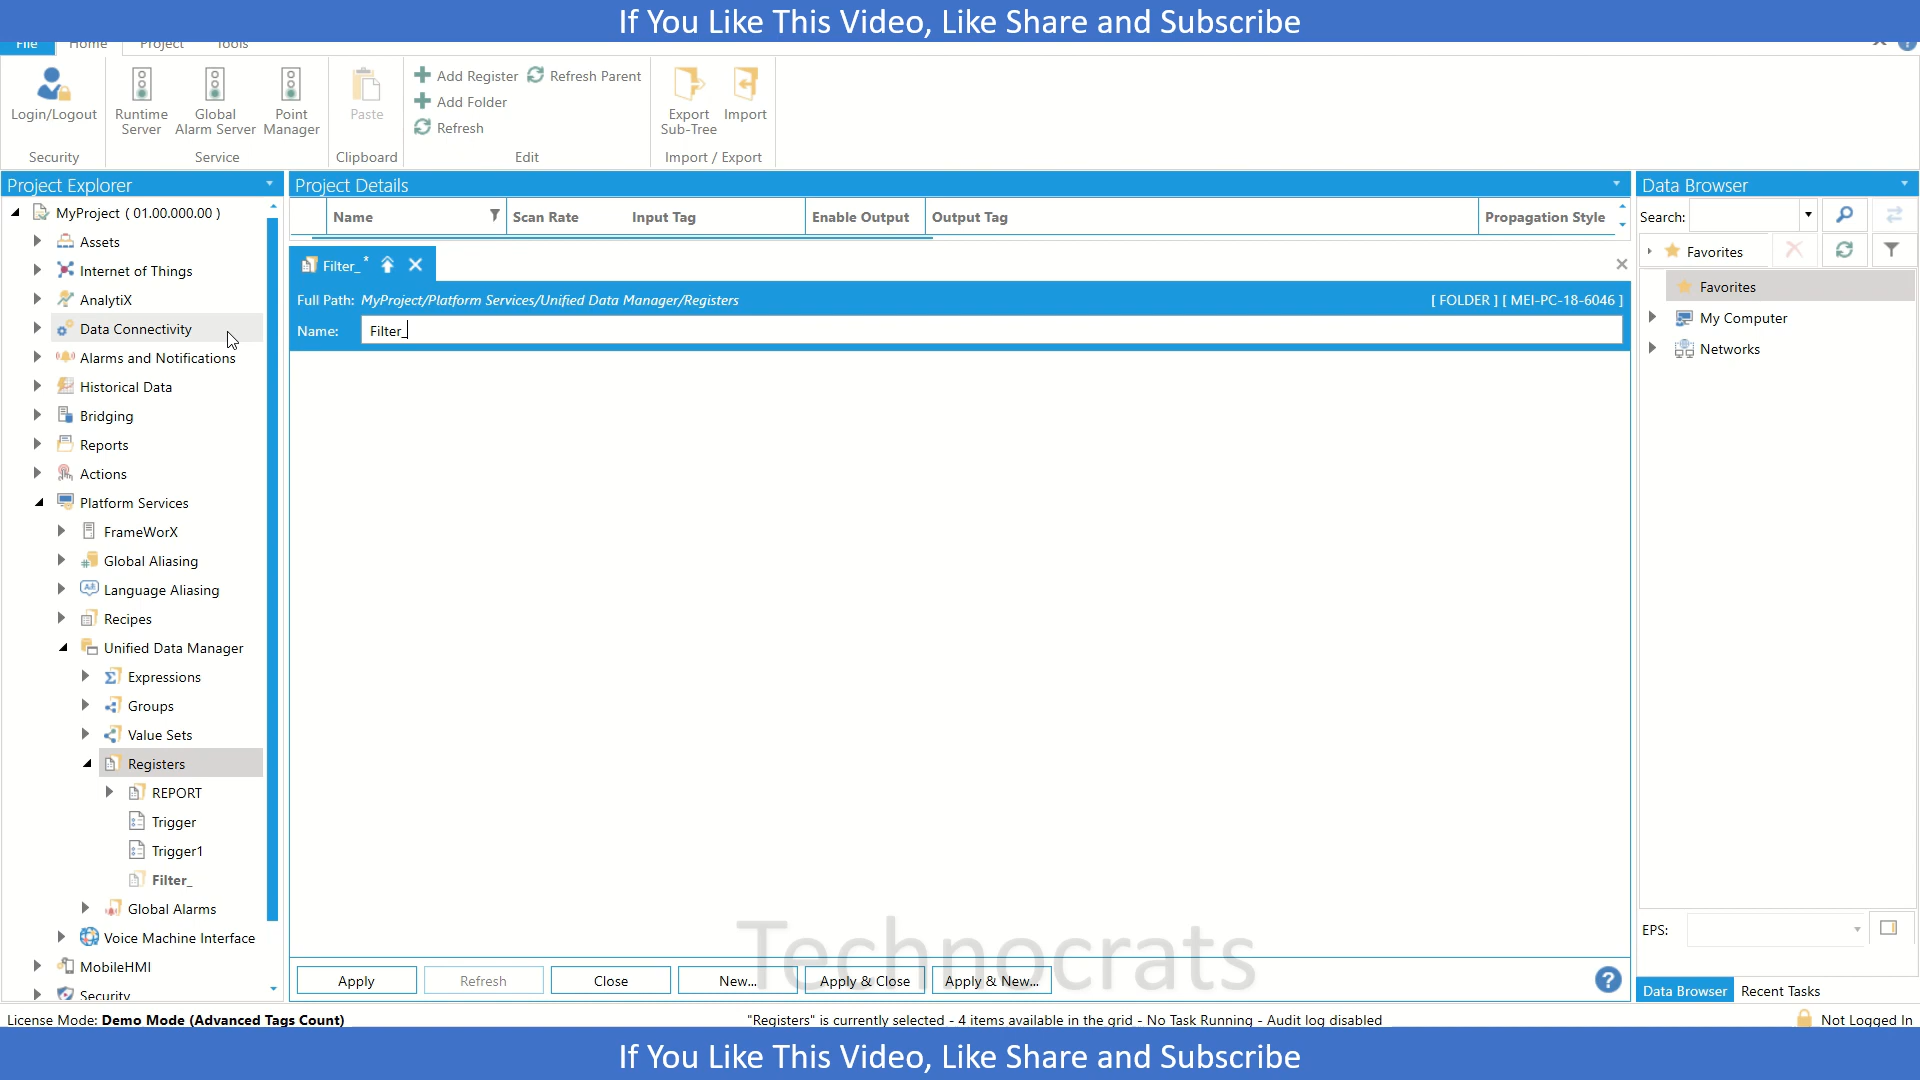 If You Like This Video, Like Share and Subscribe
File Home Project Tools
Login/Logout
Security
Runtime Server
Global Alarm Server
Point Manager
Service
Paste
Clipboard
Add Register
Refresh Parent
Add Folder
Refresh
Edit
Export Sub-Tree
Import
Import / Export
Project Explorer
MyProject ( 01.00.000.00 )
Assets
Internet of Things
AnalytiX
Data Connectivity
Alarms and Notifications
Historical Data
Bridging
Reports
Actions
Platform Services
FrameWorX
Global Aliasing
Language Aliasing
Recipes
Unified Data Manager
Expressions
Groups
Value Sets
Registers
REPORT
Trigger
Trigger1
Filter_
Global Alarms
Voice Machine Interface
MobileHMI
Security
Project Details
Name Scan Rate Input Tag Enable Output Output Tag Propagation Style
Filter_ *
Full Path: MyProject/Platform Services/Unified Data Manager/Registers [ FOLDER ] [ MEI-PC-18-6046 ]
Name: Filter_
Technocrats
Apply Refresh Close New... Apply & Close Apply & New...
Data Browser
Search:
Favorites
Favorites
My Computer
Networks
EPS:
Data Browser Recent Tasks
License Mode: Demo Mode (Advanced Tags Count)
"Registers" is currently selected - 4 items available in the grid - No Task Running - Audit log disabled
Not Logged In
If You Like This Video, Like Share and Subscribe